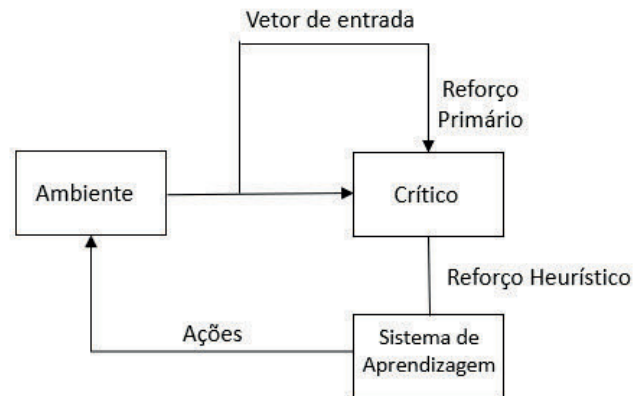 Vetor de entrada
Reforço
Primário
Ambiente
Crítico
Reforço Heurístico
Ações
Sistema de
Aprendizagem